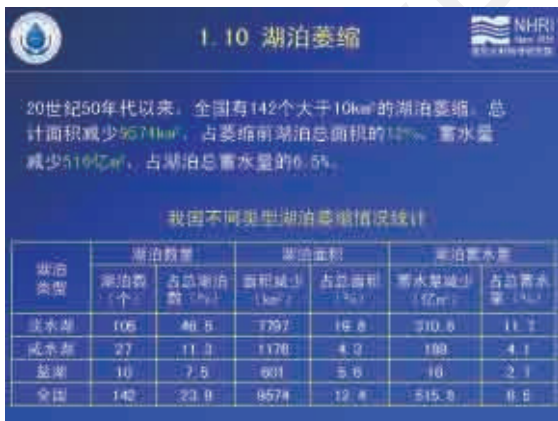 1.10 湖泊萎缩
NHRI
20世纪50年代以来，全国有142个大于10km²的湖泊萎缩，总
计面积减少9574km²，占萎缩前湖泊总面积的12%。蓄水量
减少516亿m³，占湖泊总蓄水量的6.5%。
我国不同类型湖泊萎缩情况统计
湖泊类型 湖泊数量 湖泊面积 湖泊蓄水量
湖泊数（个） 占总湖泊数（%） 面积减少（km²） 占总面积（%） 蓄水量减少（亿m³） 占总蓄水量（%）
淡水湖 105 46.5 7797 19.8 310.8 11.7
咸水湖 27 11.3 1176 4.3 189 4.1
盐湖 10 7.5 601 5.6 16 2.1
全国 142 23.9 9574 12.4 515.8 6.5